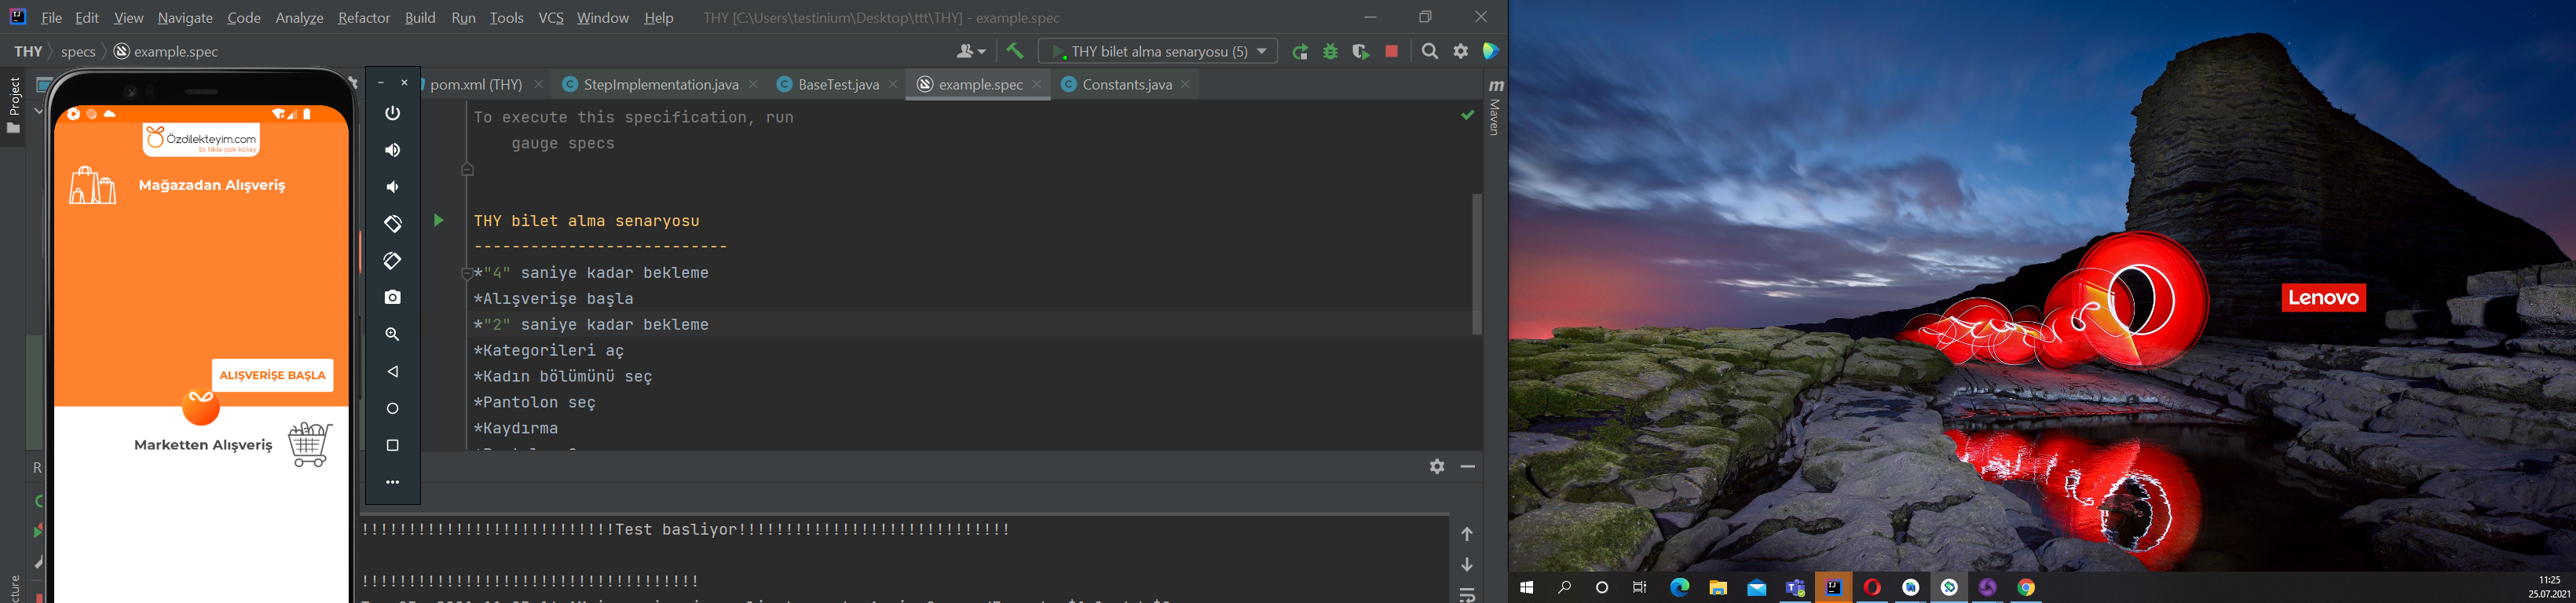 File Edit View Navigate Code Analyze Refactor Build Run Tools VCS Window Help THY [C:\Users\testinium\Desktop\ttt\THY] - example.spec
THY specs example.spec
THY bilet alma senaryosu (5)
Project
pom.xml (THY) StepImplementation.java BaseTest.java example.spec Constants.java
Maven
Özdilekteyim.com
bi tıkla çok kolay
Mağazadan Alışveriş
ALIŞVERİŞE BAŞLA
Marketten Alışveriş
To execute this specification, run
gauge specs
THY bilet alma senaryosu
---------------------------
*"4" saniye kadar bekleme
*Alışverişe başla
*"2" saniye kadar bekleme
*Kategorileri aç
*Kadın bölümünü seç
*Pantolon seç
*Kaydırma
!!!!!!!!!!!!!!!!!!!!!!!!!!!Test basliyor!!!!!!!!!!!!!!!!!!!!!!!!!!!!!
!!!!!!!!!!!!!!!!!!!!!!!!!!!!!!!!!!!!
Lenovo
11:25
25.07.2021